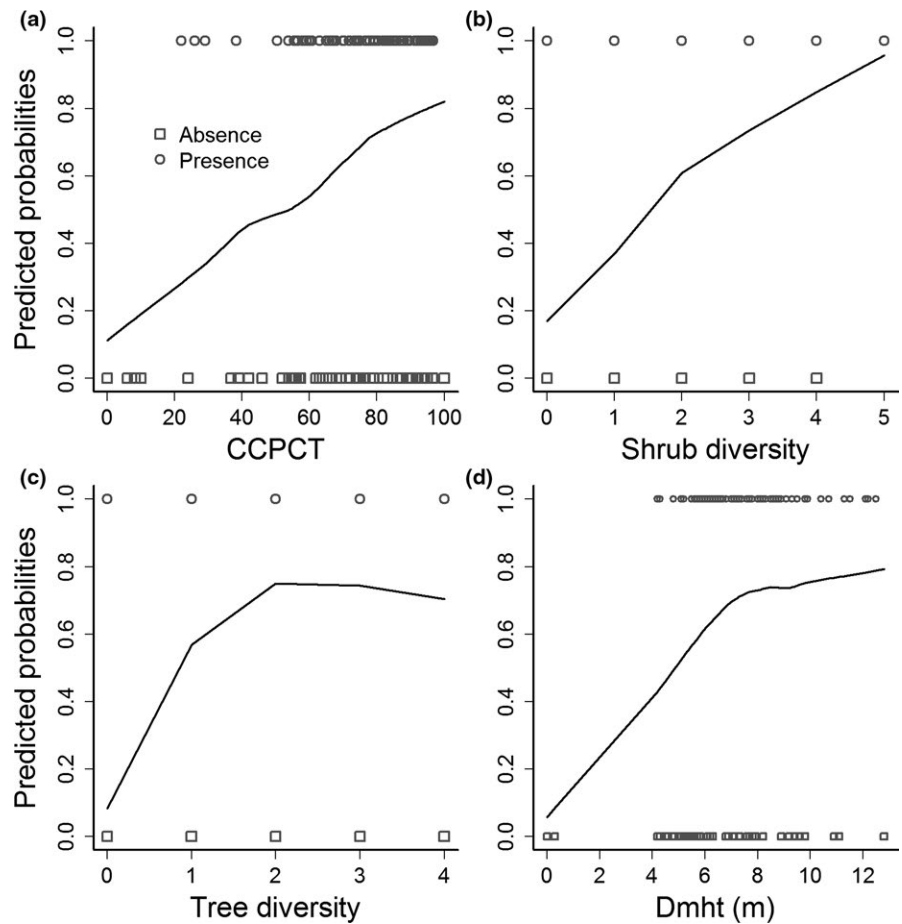 (a)
Predicted probabilities
0.0 0.2 0.4 0.6 0.8 1.0
Absence
Presence
0 20 40 60 80 100
CCPCT
(b)
0.0 0.2 0.4 0.6 0.8 1.0
0 1 2 3 4 5
Shrub diversity
(c)
Predicted probabilities
0.0 0.2 0.4 0.6 0.8 1.0
0 1 2 3 4
Tree diversity
(d)
0.0 0.2 0.4 0.6 0.8 1.0
0 2 4 6 8 10 12
Dmht (m)